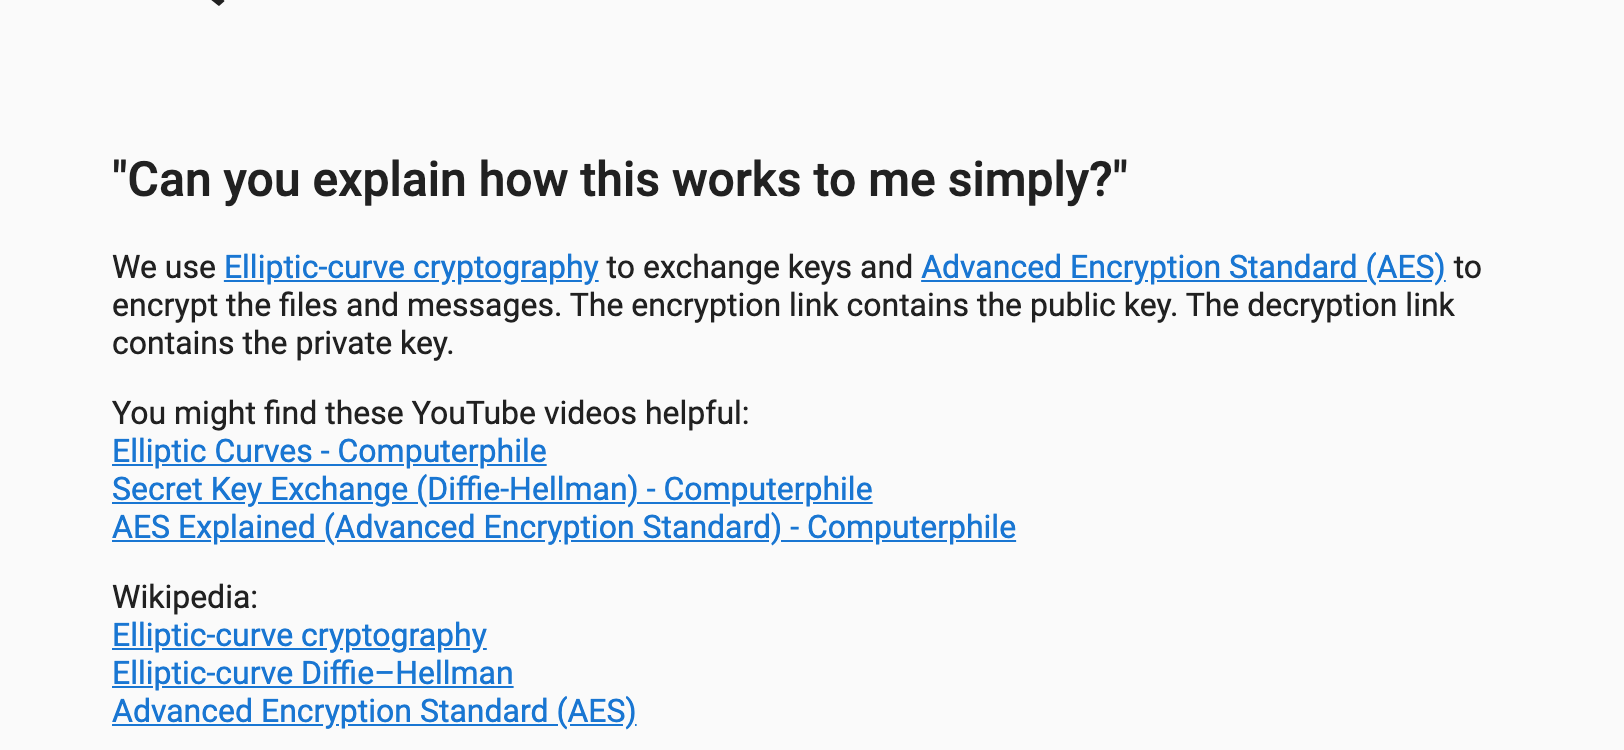 "Can you explain how this works to me simply?"
We use Elliptic-curve cryptography to exchange keys and Advanced Encryption Standard (AES) to
encrypt the files and messages. The encryption link contains the public key. The decryption link
contains the private key.
You might find these YouTube videos helpful:
Elliptic Curves - Computerphile
Secret Key Exchange (Diffie-Hellman) - Computerphile
AES Explained (Advanced Encryption Standard) - Computerphile
Wikipedia:
Elliptic-curve cryptography
Elliptic-curve Diffie–Hellman
Advanced Encryption Standard (AES)